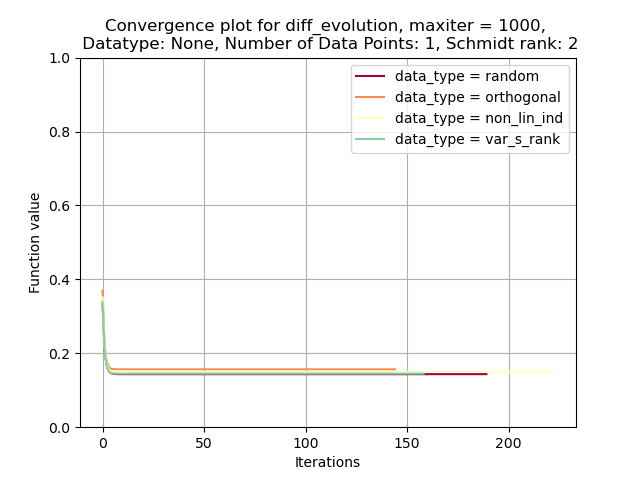 Convergence plot for diff_evolution, maxiter = 1000,
Datatype: None, Number of Data Points: 1, Schmidt rank: 2
1.0
0.8
0.6
0.4
0.2
0.0
Function value
data_type = random
data_type = orthogonal
data_type = non_lin_ind
data_type = var_s_rank
0
50
100
150
200
Iterations